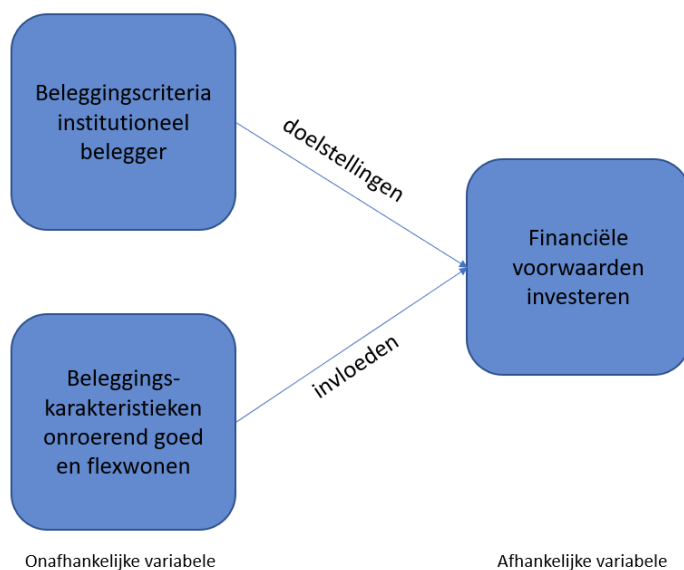 Beleggingscriteria
institutioneel
belegger
doelstellingen
Financiële
voorwaarden
investeren
Beleggings-
karakteristieken
onroerend goed
en flexwonen
invloeden
Onafhankelijke variabele
Afhankelijke variabele